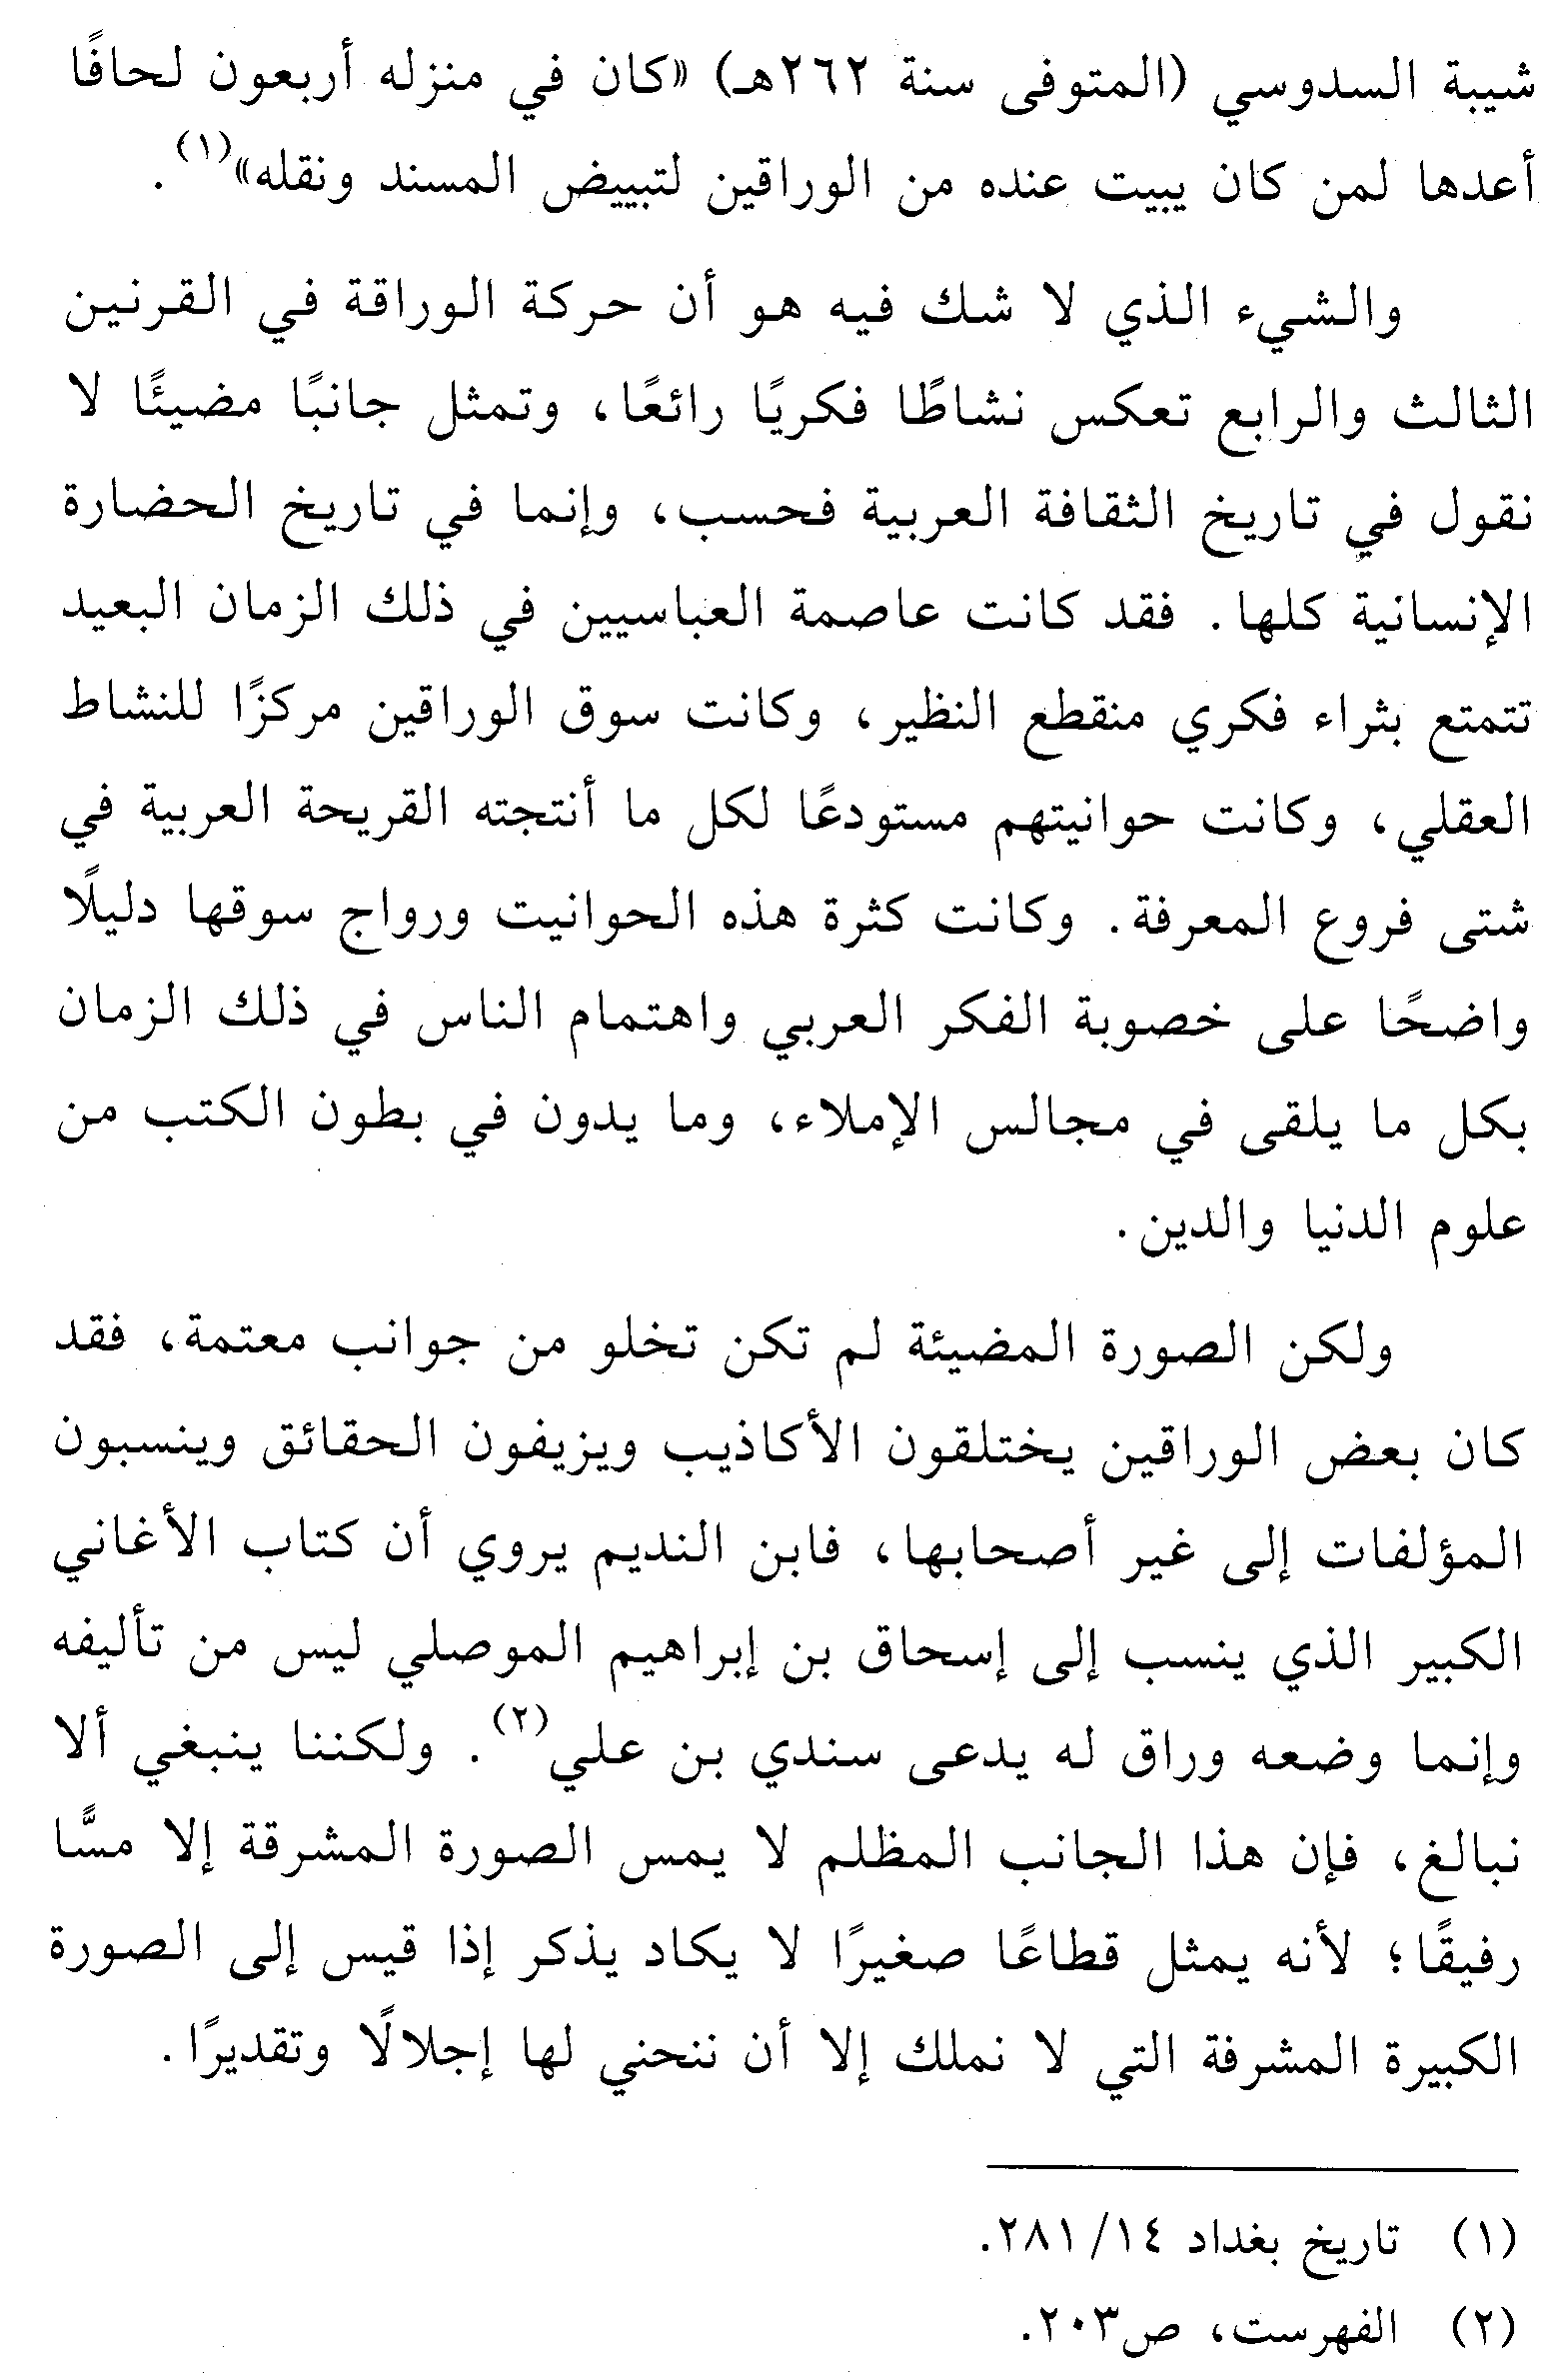 شيبة السدوسي (المتوفى سنة ٢٦٢هـ) «كان في منزله أربعون لحافًا
أعدها لمن كان يبيت عنده من الوراقين لتبييض المسند ونقله»(١).
والشيء الذي لا شك فيه هو أن حركة الوراقة في القرنين
الثالث والرابع تعكس نشاطًا فكريًا رائعًا، وتمثل جانبًا مضيئًا لا
نقول في تاريخ الثقافة العربية فحسب، وإنما في تاريخ الحضارة
الإنسانية كلها. فقد كانت عاصمة العباسيين في ذلك الزمان البعيد
تتمتع بثراء فكري منقطع النظير، وكانت سوق الوراقين مركزًا للنشاط
العقلي، وكانت حوانيتهم مستودعًا لكل ما أنتجته القريحة العربية في
شتى فروع المعرفة. وكانت كثرة هذه الحوانيت ورواج سوقها دليلًا
واضحًا على خصوبة الفكر العربي واهتمام الناس في ذلك الزمان
بكل ما يلقى في مجالس الإملاء، وما يدون في بطون الكتب من
علوم الدنيا والدين.
ولكن الصورة المضيئة لم تكن تخلو من جوانب معتمة، فقد
كان بعض الوراقين يختلقون الأكاذيب ويزيفون الحقائق وينسبون
المؤلفات إلى غير أصحابها، فابن النديم يروي أن كتاب الأغاني
الكبير الذي ينسب إلى إسحاق بن إبراهيم الموصلي ليس من تأليفه
وإنما وضعه وراق له يدعى سندي بن علي(٢). ولكننا ينبغي ألا
نبالغ، فإن هذا الجانب المظلم لا يمس الصورة المشرقة إلا مسًّا
رفيقًا؛ لأنه يمثل قطاعًا صغيرًا لا يكاد يذكر إذا قيس إلى الصورة
الكبيرة المشرفة التي لا نملك إلا أن ننحني لها إجلالًا وتقديرًا.
(١) تاريخ بغداد ١٤/ ٢٨١.
(٢) الفهرست، ص٢٠٣.